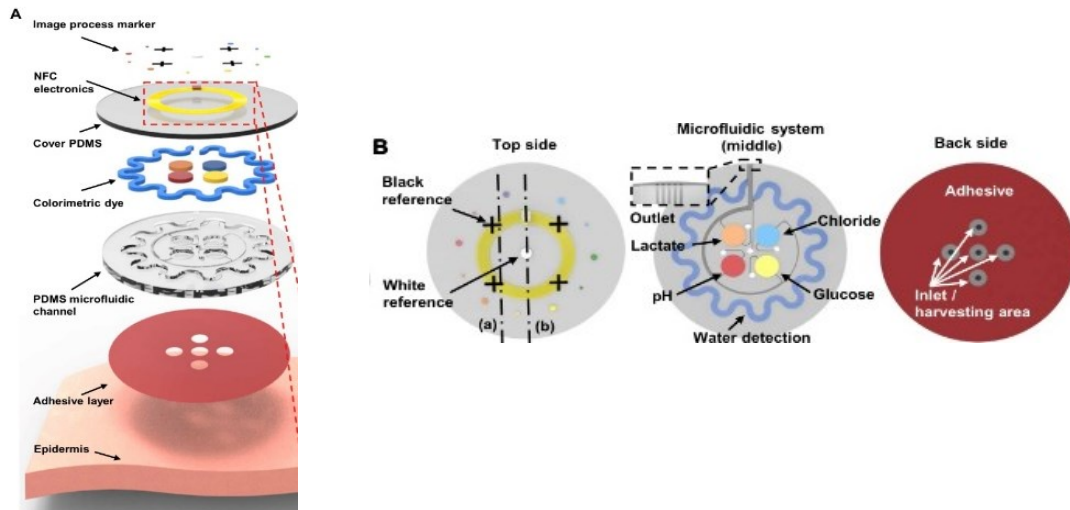 A
Image process marker
NFC
electronics
Cover PDMS
Colorimetric dye
PDMS microfluidic
channel
Adhesive layer
Epidermis
B
Top side
Black
reference
White
reference
(a)
(b)
Microfluidic system
(middle)
Outlet
Lactate
Chloride
pH
Glucose
Water detection
Back side
Adhesive
Inlet /
harvesting area